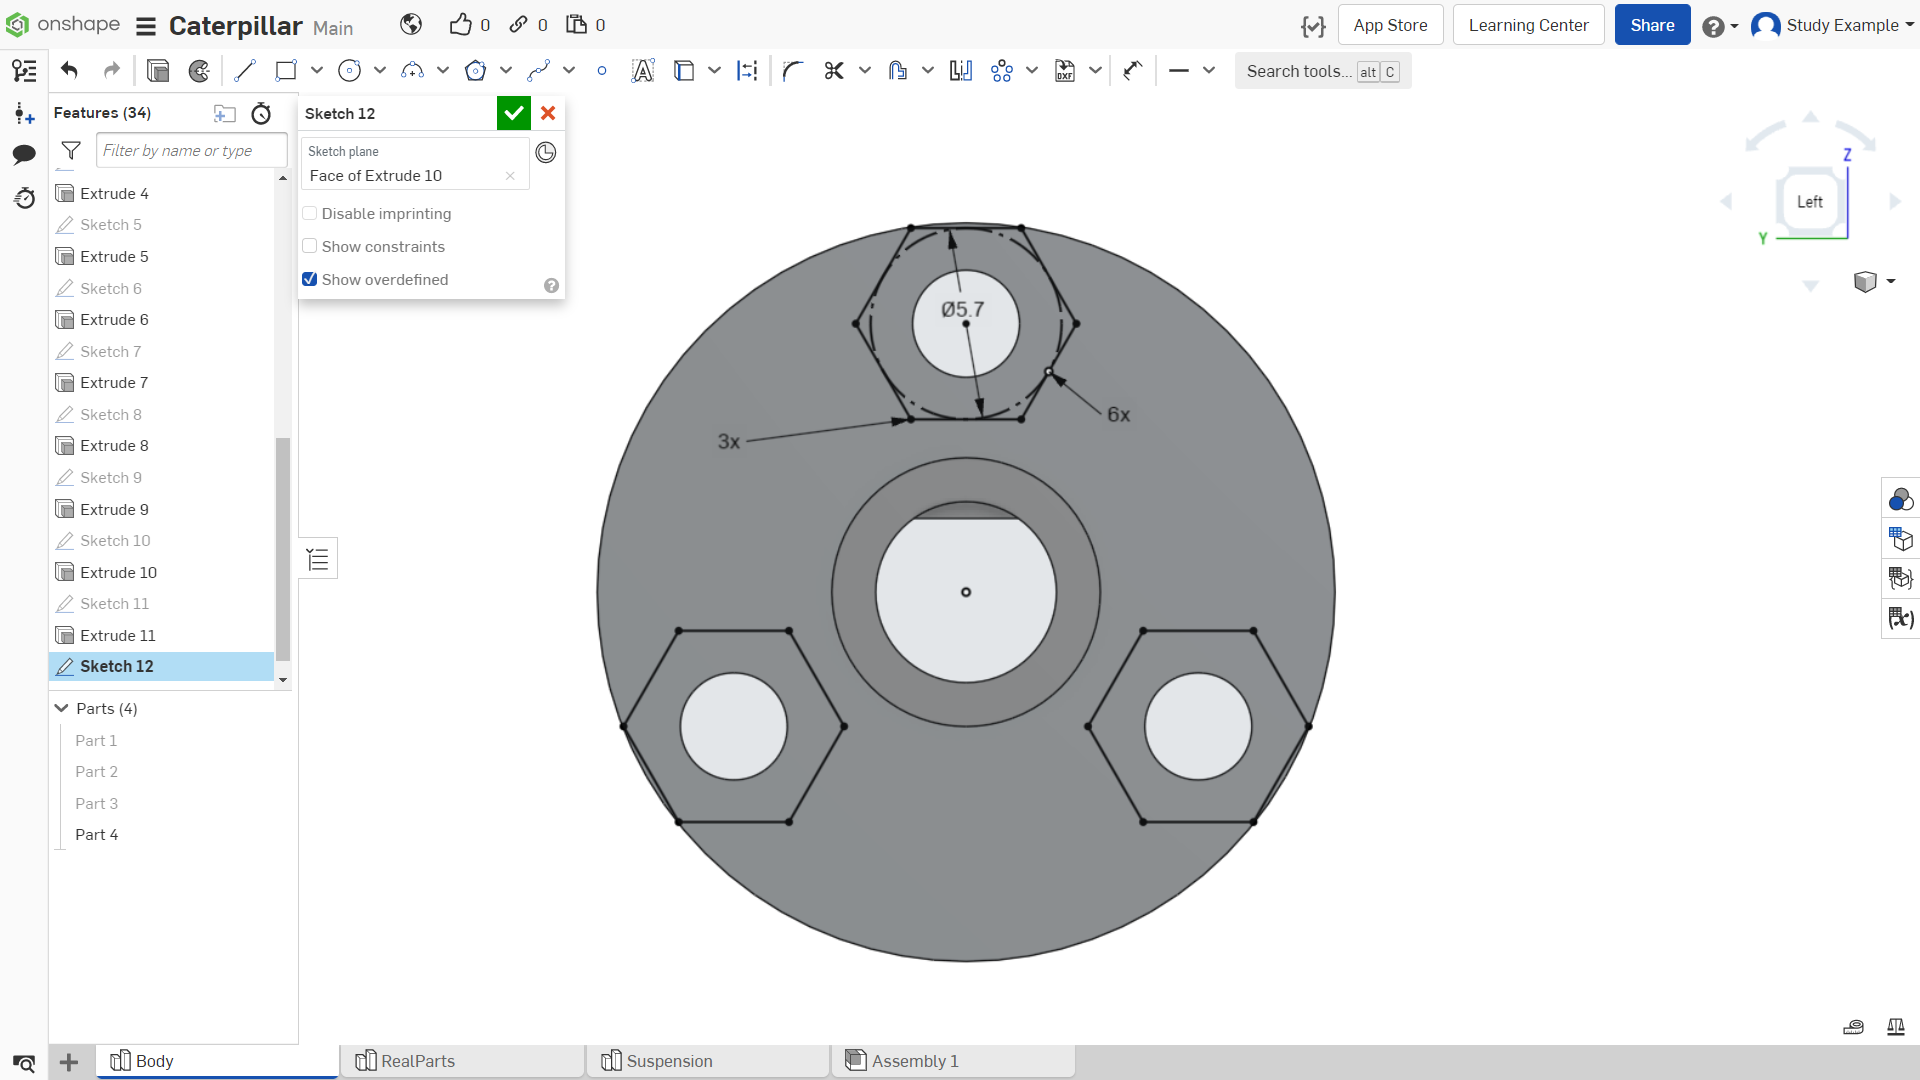 onshape
Caterpillar Main
0
0
0
App Store
Learning Center
Share
Study Example
Search tools... alt C
Features (34)
Filter by name or type
Extrude 4
Sketch 5
Extrude 5
Sketch 6
Extrude 6
Sketch 7
Extrude 7
Sketch 8
Extrude 8
Sketch 9
Extrude 9
Sketch 10
Extrude 10
Sketch 11
Extrude 11
Sketch 12
Parts (4)
Part 1
Part 2
Part 3
Part 4
Sketch 12
Sketch plane
Face of Extrude 10
Disable imprinting
Show constraints
Show overdefined
DXF
Ø5.7
3x
6x
Z
Left
Y
(x)
Body
RealParts
Suspension
Assembly 1